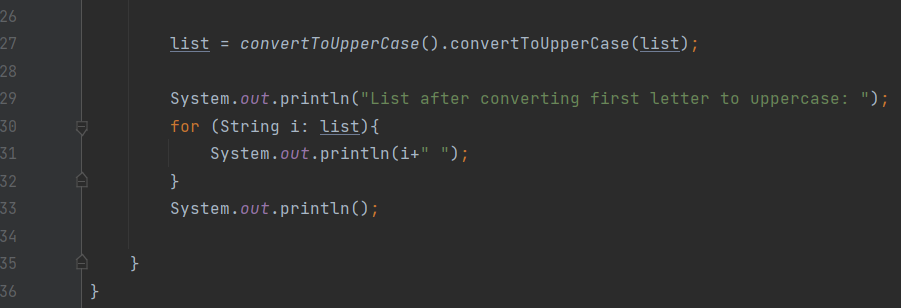 26
27 list = convertToUpperCase().convertToUpperCase(list);
28
29 System.out.println("List after converting first letter to uppercase: ");
30 for (String i: list){
31 System.out.println(i+" ");
32 }
33 System.out.println();
34
35 }
36 }